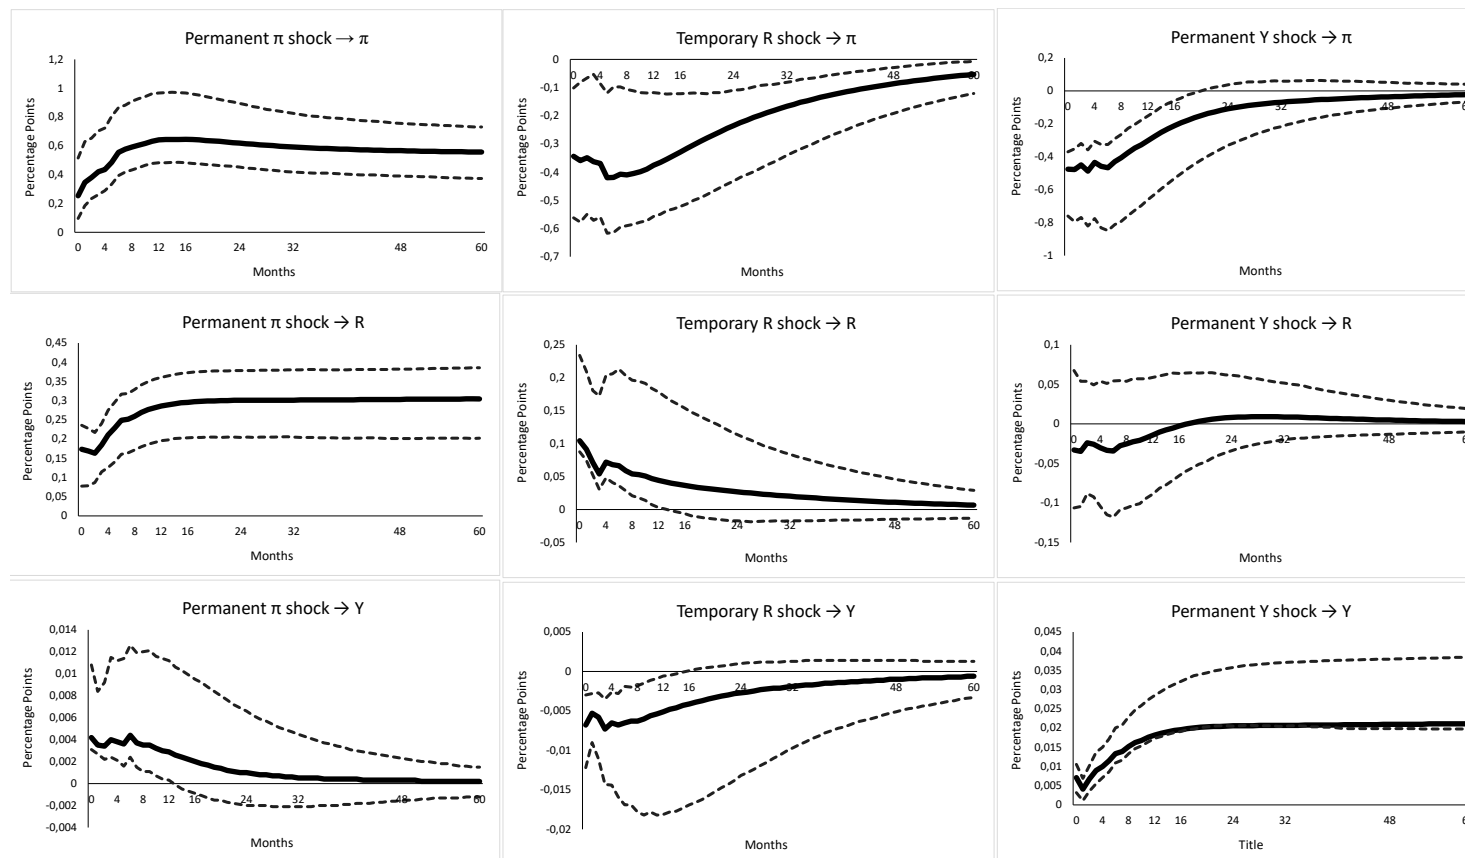 Permanent π shock → π
Percentage Points
1,2
1
0,8
0,6
0,4
0,2
0
0 4 8 12 16 24 32 48 60
Months
Temporary R shock → π
Percentage Points
0
-0,1
-0,2
-0,3
-0,4
-0,5
-0,6
-0,7
0 4 8 12 16 24 32 48 60
Months
Permanent Y shock → π
Percentage Points
0,2
0
-0,2
-0,4
-0,6
-0,8
-1
0 4 8 12 16 24 32 48 6
Months
Permanent π shock → R
Percentage Points
0,45
0,4
0,35
0,3
0,25
0,2
0,15
0,1
0,05
0
0 4 8 12 16 24 32 48 60
Months
Temporary R shock → R
Percentage Points
0,25
0,2
0,15
0,1
0,05
0
-0,05
0 4 8 12 16 24 32 48 60
Months
Permanent Y shock → R
Percentage Points
0,1
0,05
0
-0,05
-0,1
-0,15
0 4 8 12 16 24 32 48 6
Months
Permanent π shock → Y
Percentage Points
0,014
0,012
0,01
0,008
0,006
0,004
0,002
0
-0,002
-0,004
0 4 8 12 16 24 32 48 60
Months
Temporary R shock → Y
Percentage Points
0,005
0
-0,005
-0,01
-0,015
-0,02
0 4 8 12 16 24 32 48 60
Months
Permanent Y shock → Y
Percentage Points
0,045
0,04
0,035
0,03
0,025
0,02
0,015
0,01
0,005
0
0 4 8 12 16 24 32 48 6
Title